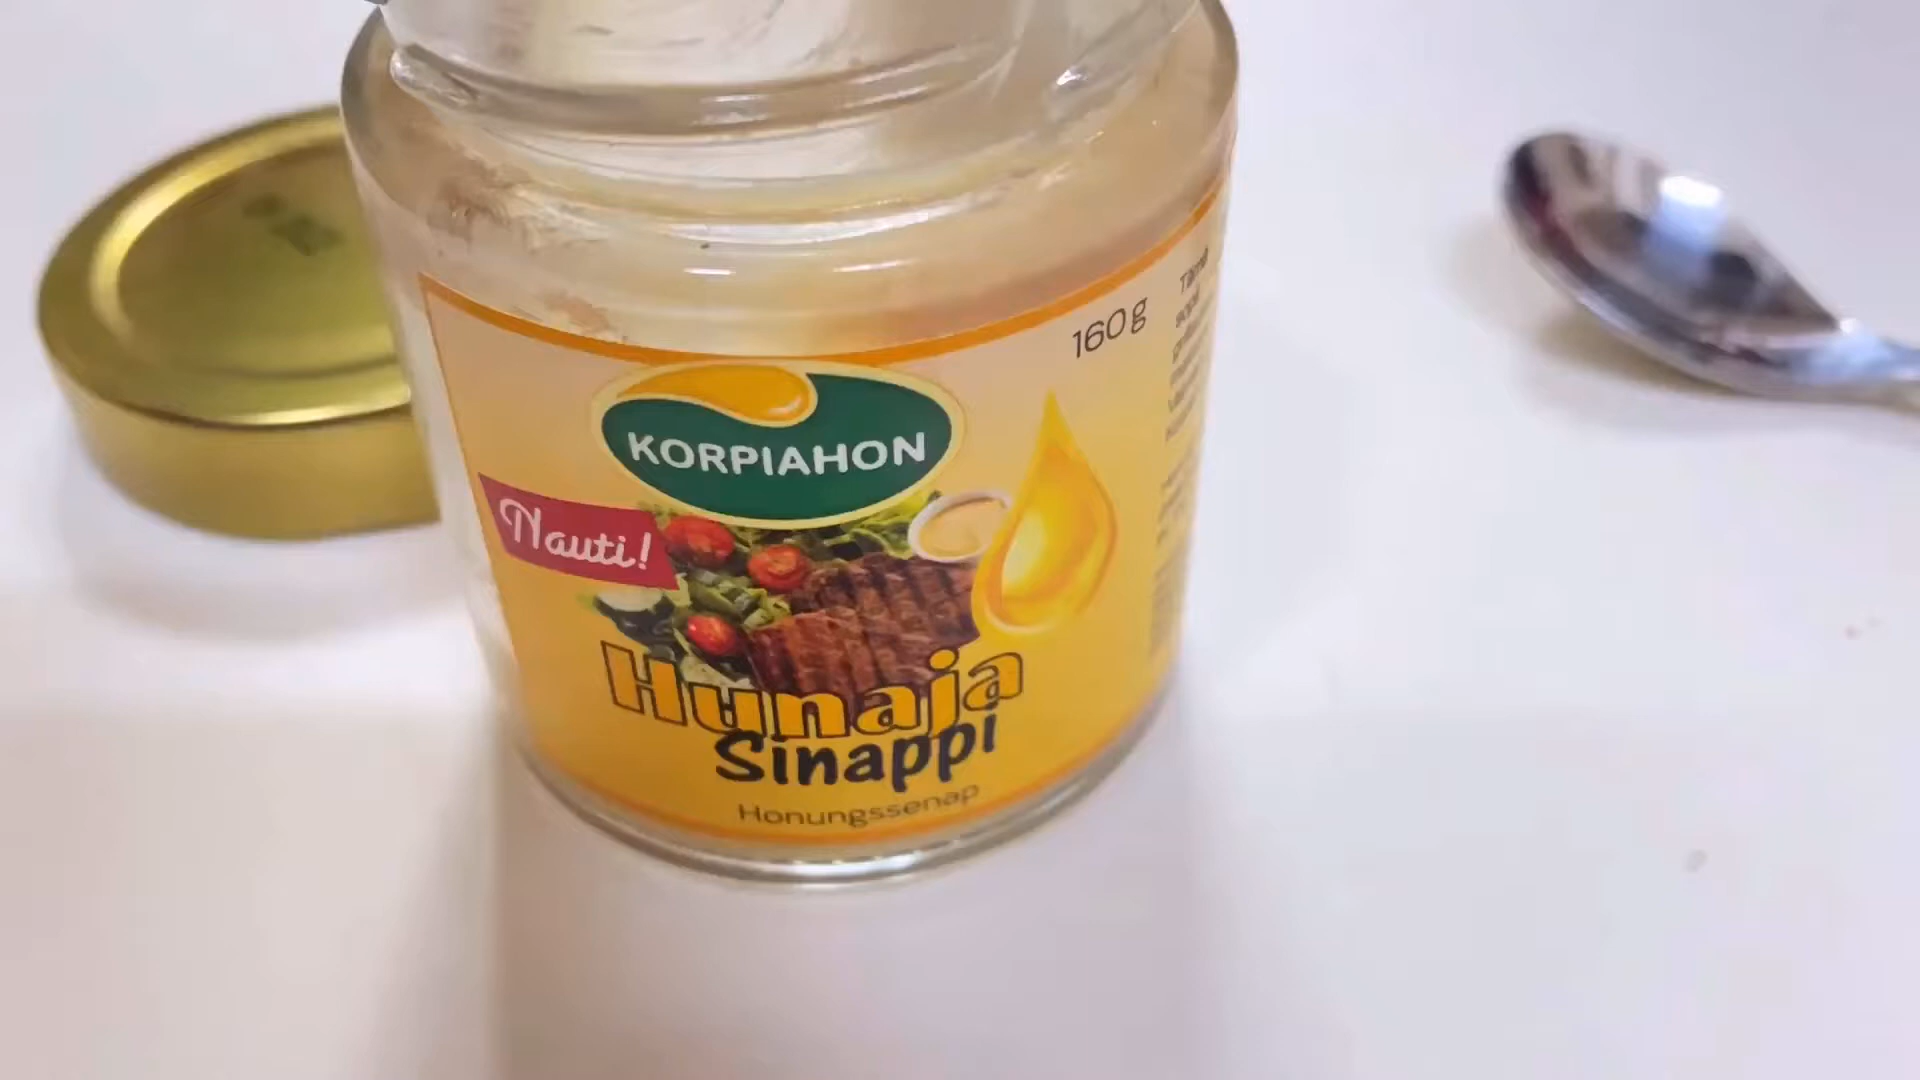 160g
KORPIAHON
Nauti!
Hunaja
Sinappi
Honungssenap